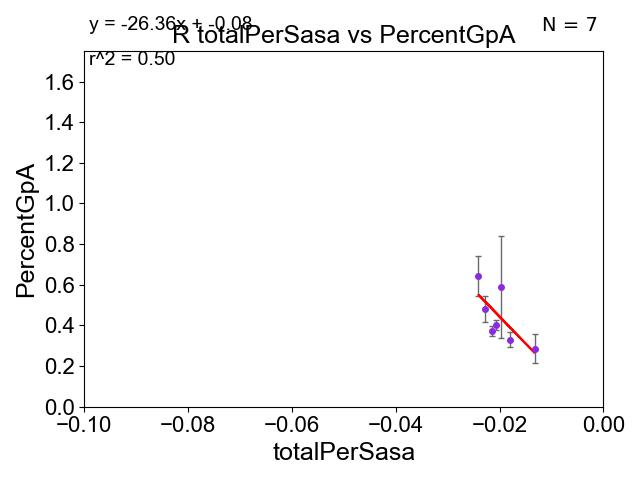 y = -26.36x + -0.08
R totalPerSasa vs PercentGpA
N = 7
r^2 = 0.50
PercentGpA
1.6
1.4
1.2
1.0
0.8
0.6
0.4
0.2
0.0
−0.10
−0.08
−0.06
−0.04
−0.02
0.00
totalPerSasa